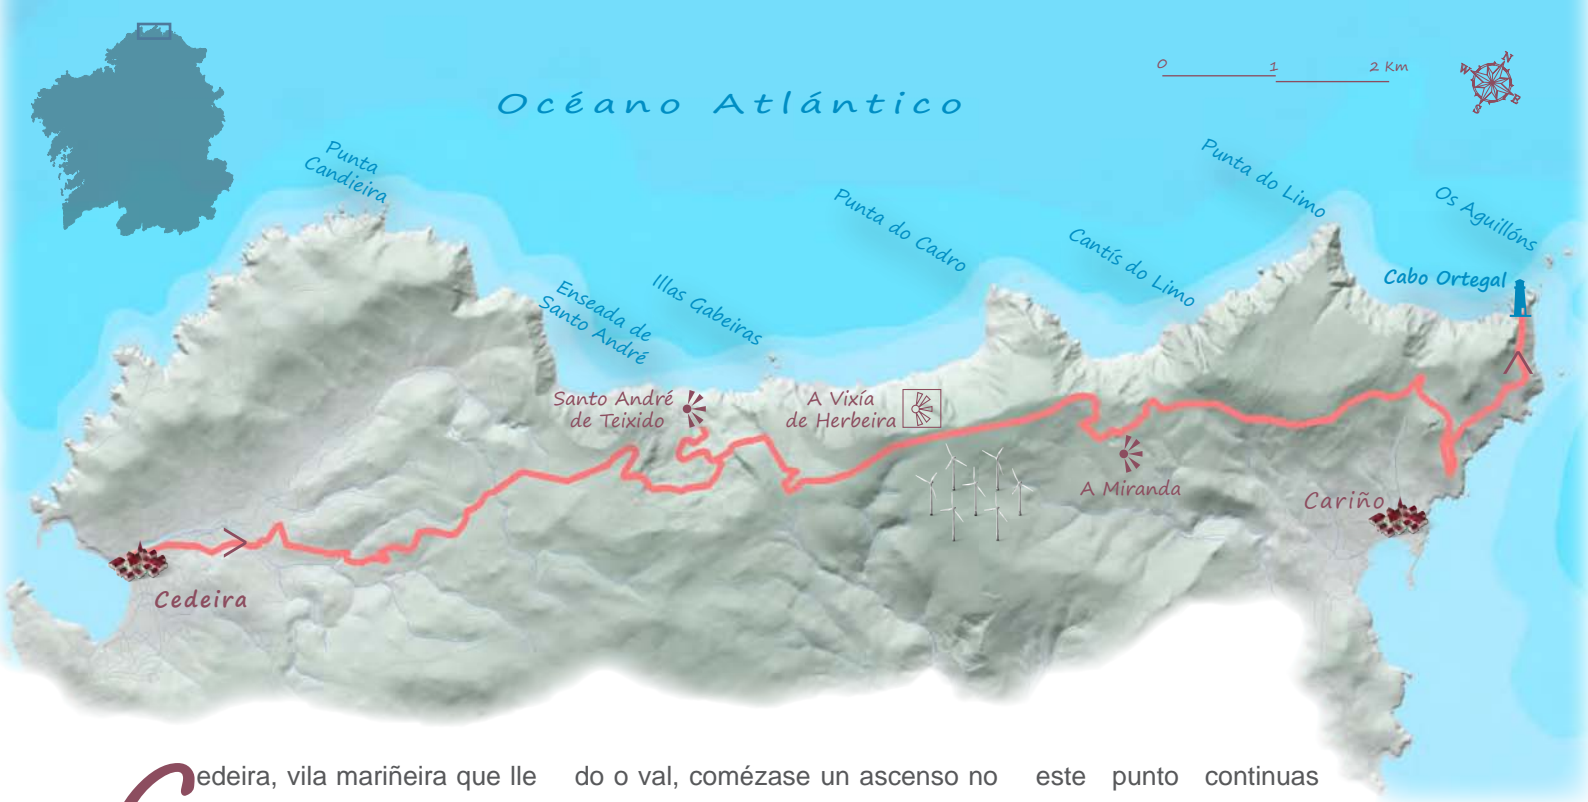 0 1 2 Km
N
W
E
S
Océano Atlántico
Punta
Candieira
Punta do Cadro
Cantís do Limo
Punta do Limo
Os Aguillóns
Cabo Ortegal
Enseada de
Santo André
Illas Gabeiras
Santo André
de Teixido
A Vixía
de Herbeira
A Miranda
Cariño
Cedeira
Cedeira, vila mariñeira que lle
do o val, comézase un ascenso no
este punto continuas